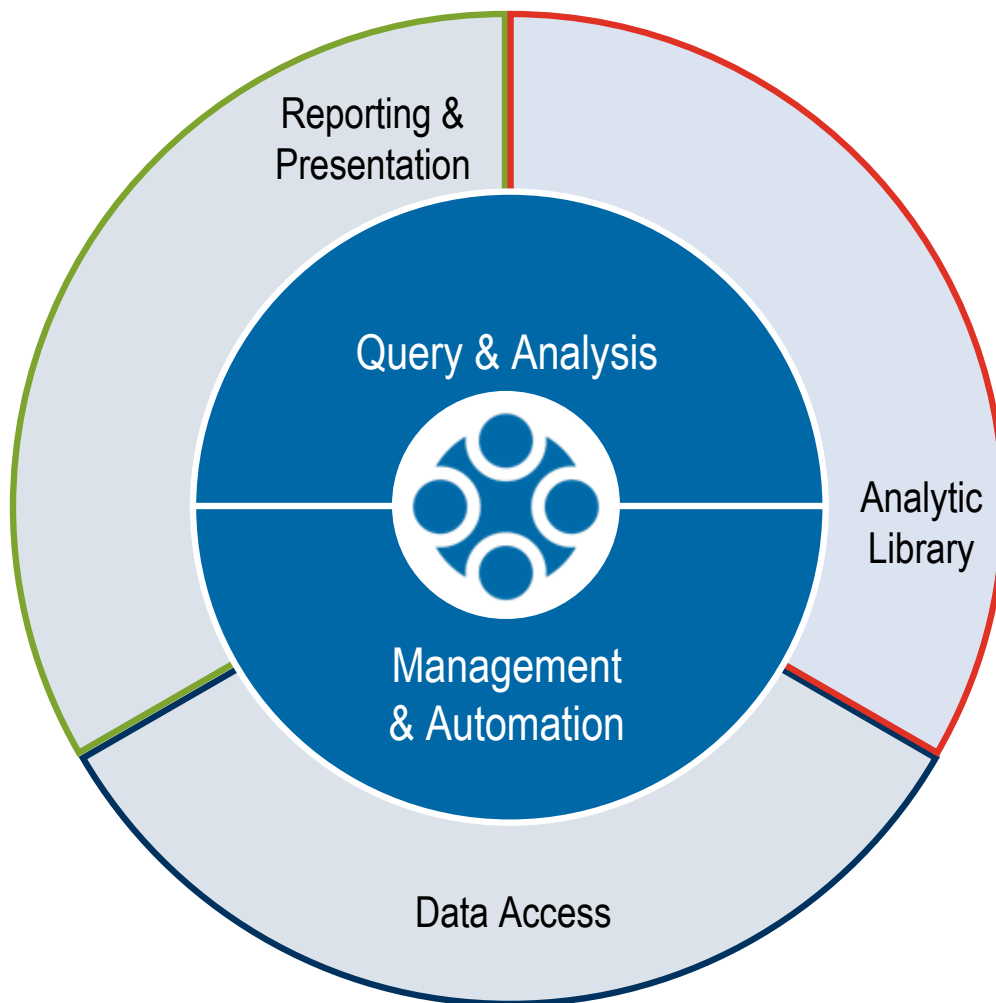 Reporting &
Presentation
Query & Analysis
Analytic
Library
Management
& Automation
Data Access